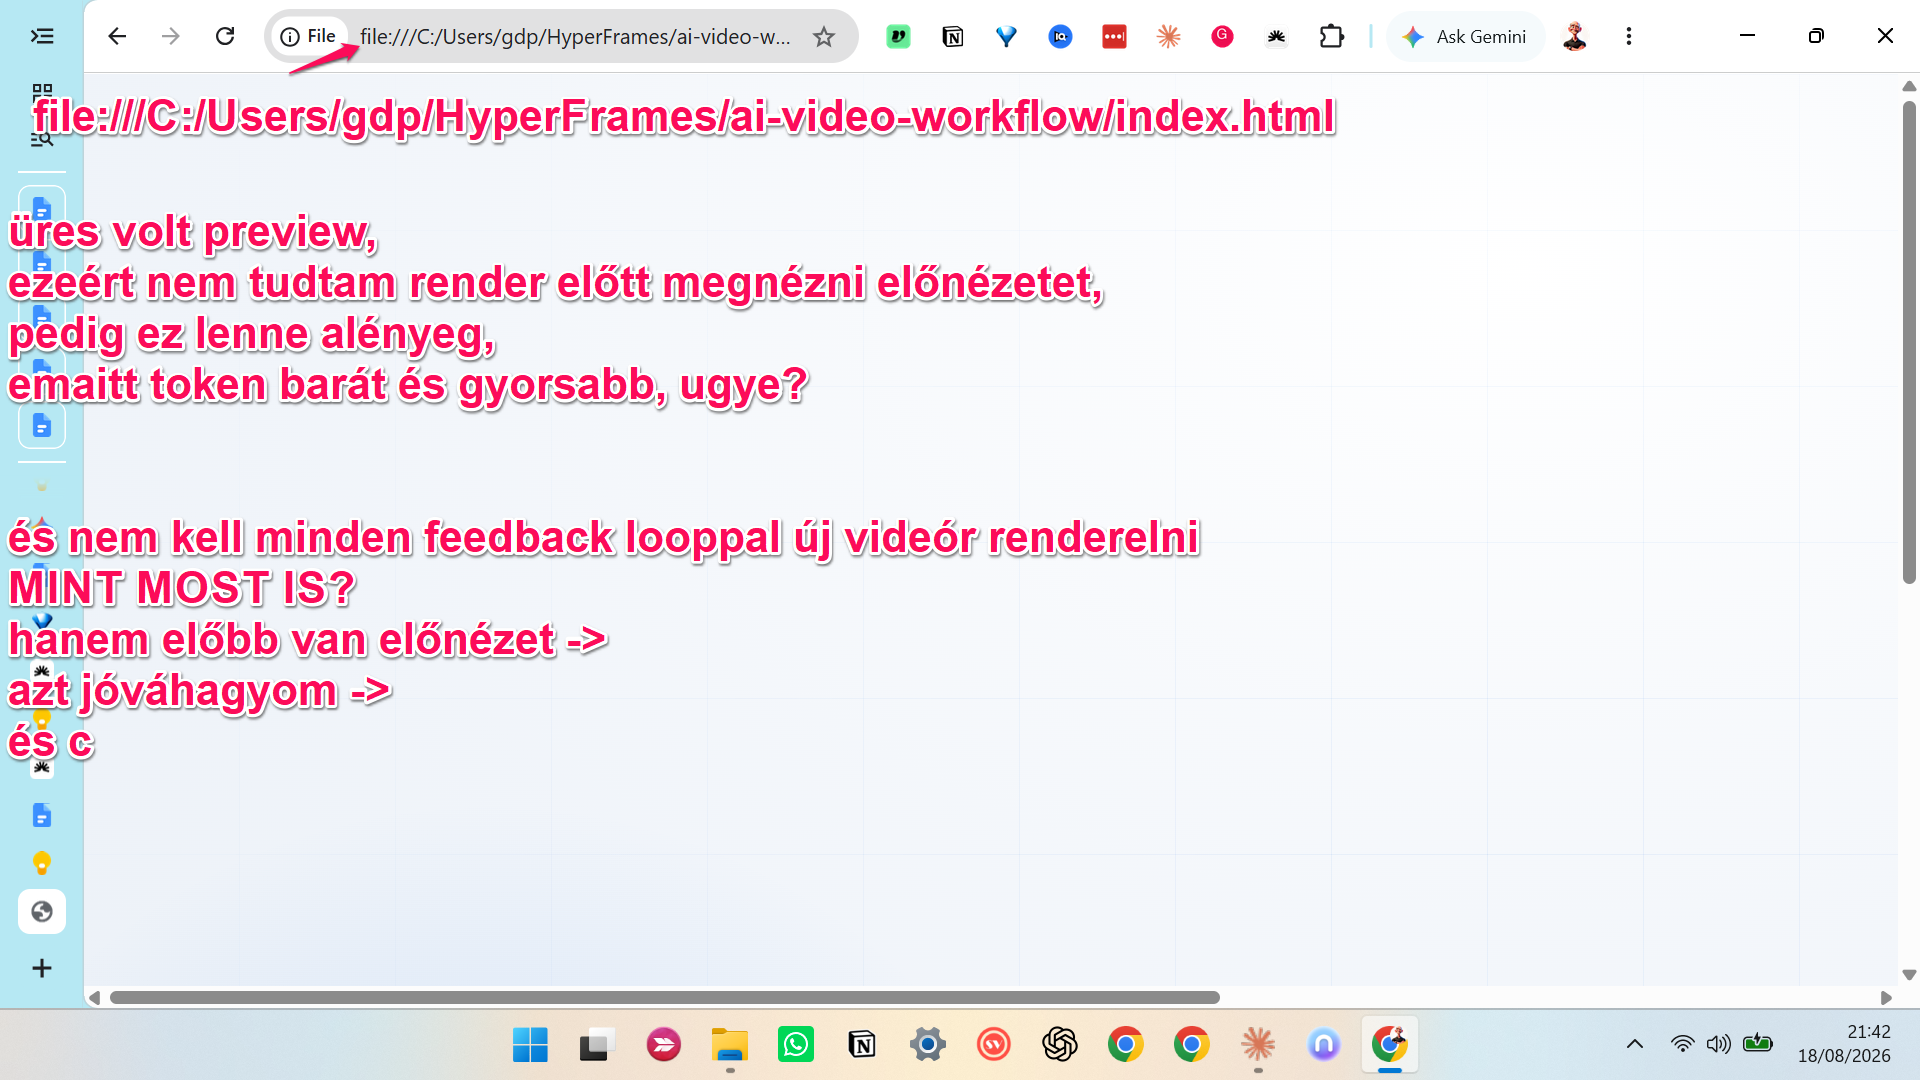 File
file:///C:/Users/gdp/HyperFrames/ai-video-w...
Ask Gemini
file:///C:/Users/gdp/HyperFrames/ai-video-workflow/index.html
üres volt preview,
ezeért nem tudtam render előtt megnézni előnézetet,
pedig ez lenne alényeg,
emaitt token barát és gyorsabb, ugye?
és nem kell minden feedback looppal új videór renderelni
MINT MOST IS?
hanem előbb van előnézet ->
azt jóváhagyom ->
és c
21:42
18/08/2026